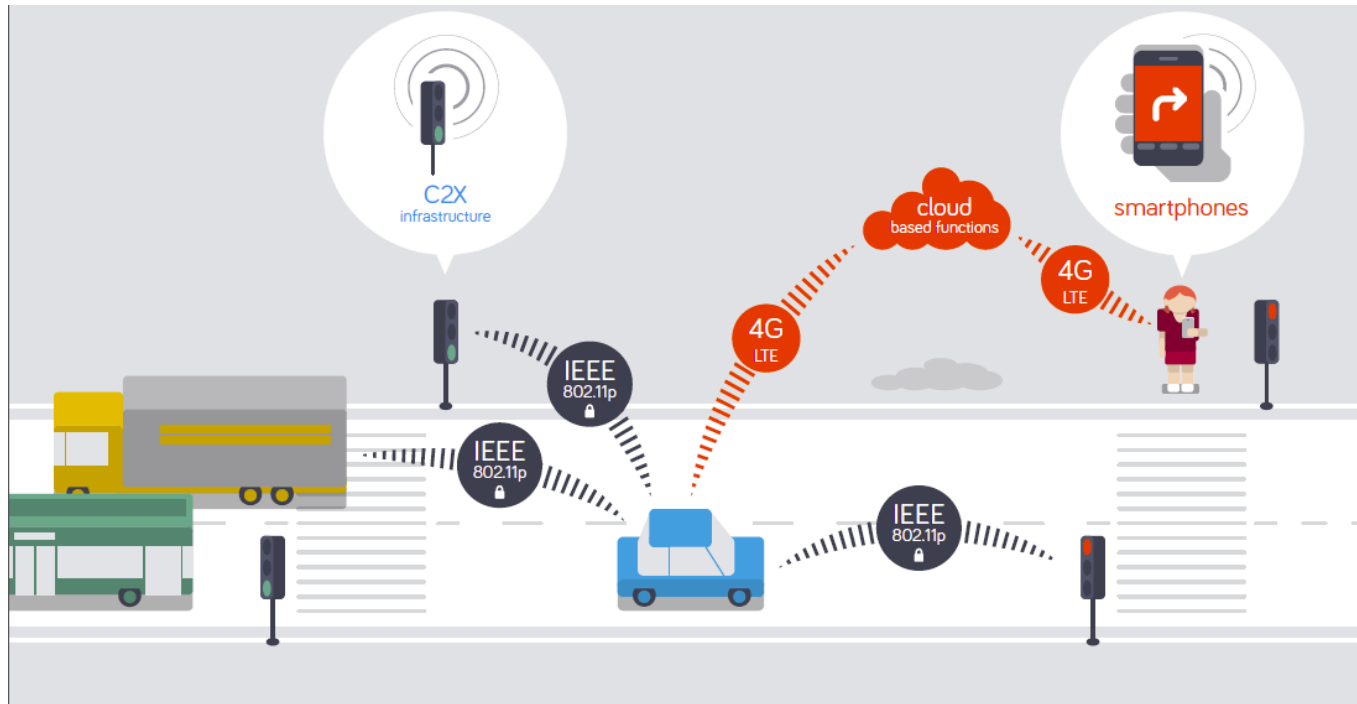 C2X
infrastructure
smartphones
cloud
based functions
4G
LTE
4G
LTE
IEEE
802.11p
IEEE
802.11p
IEEE
802.11p